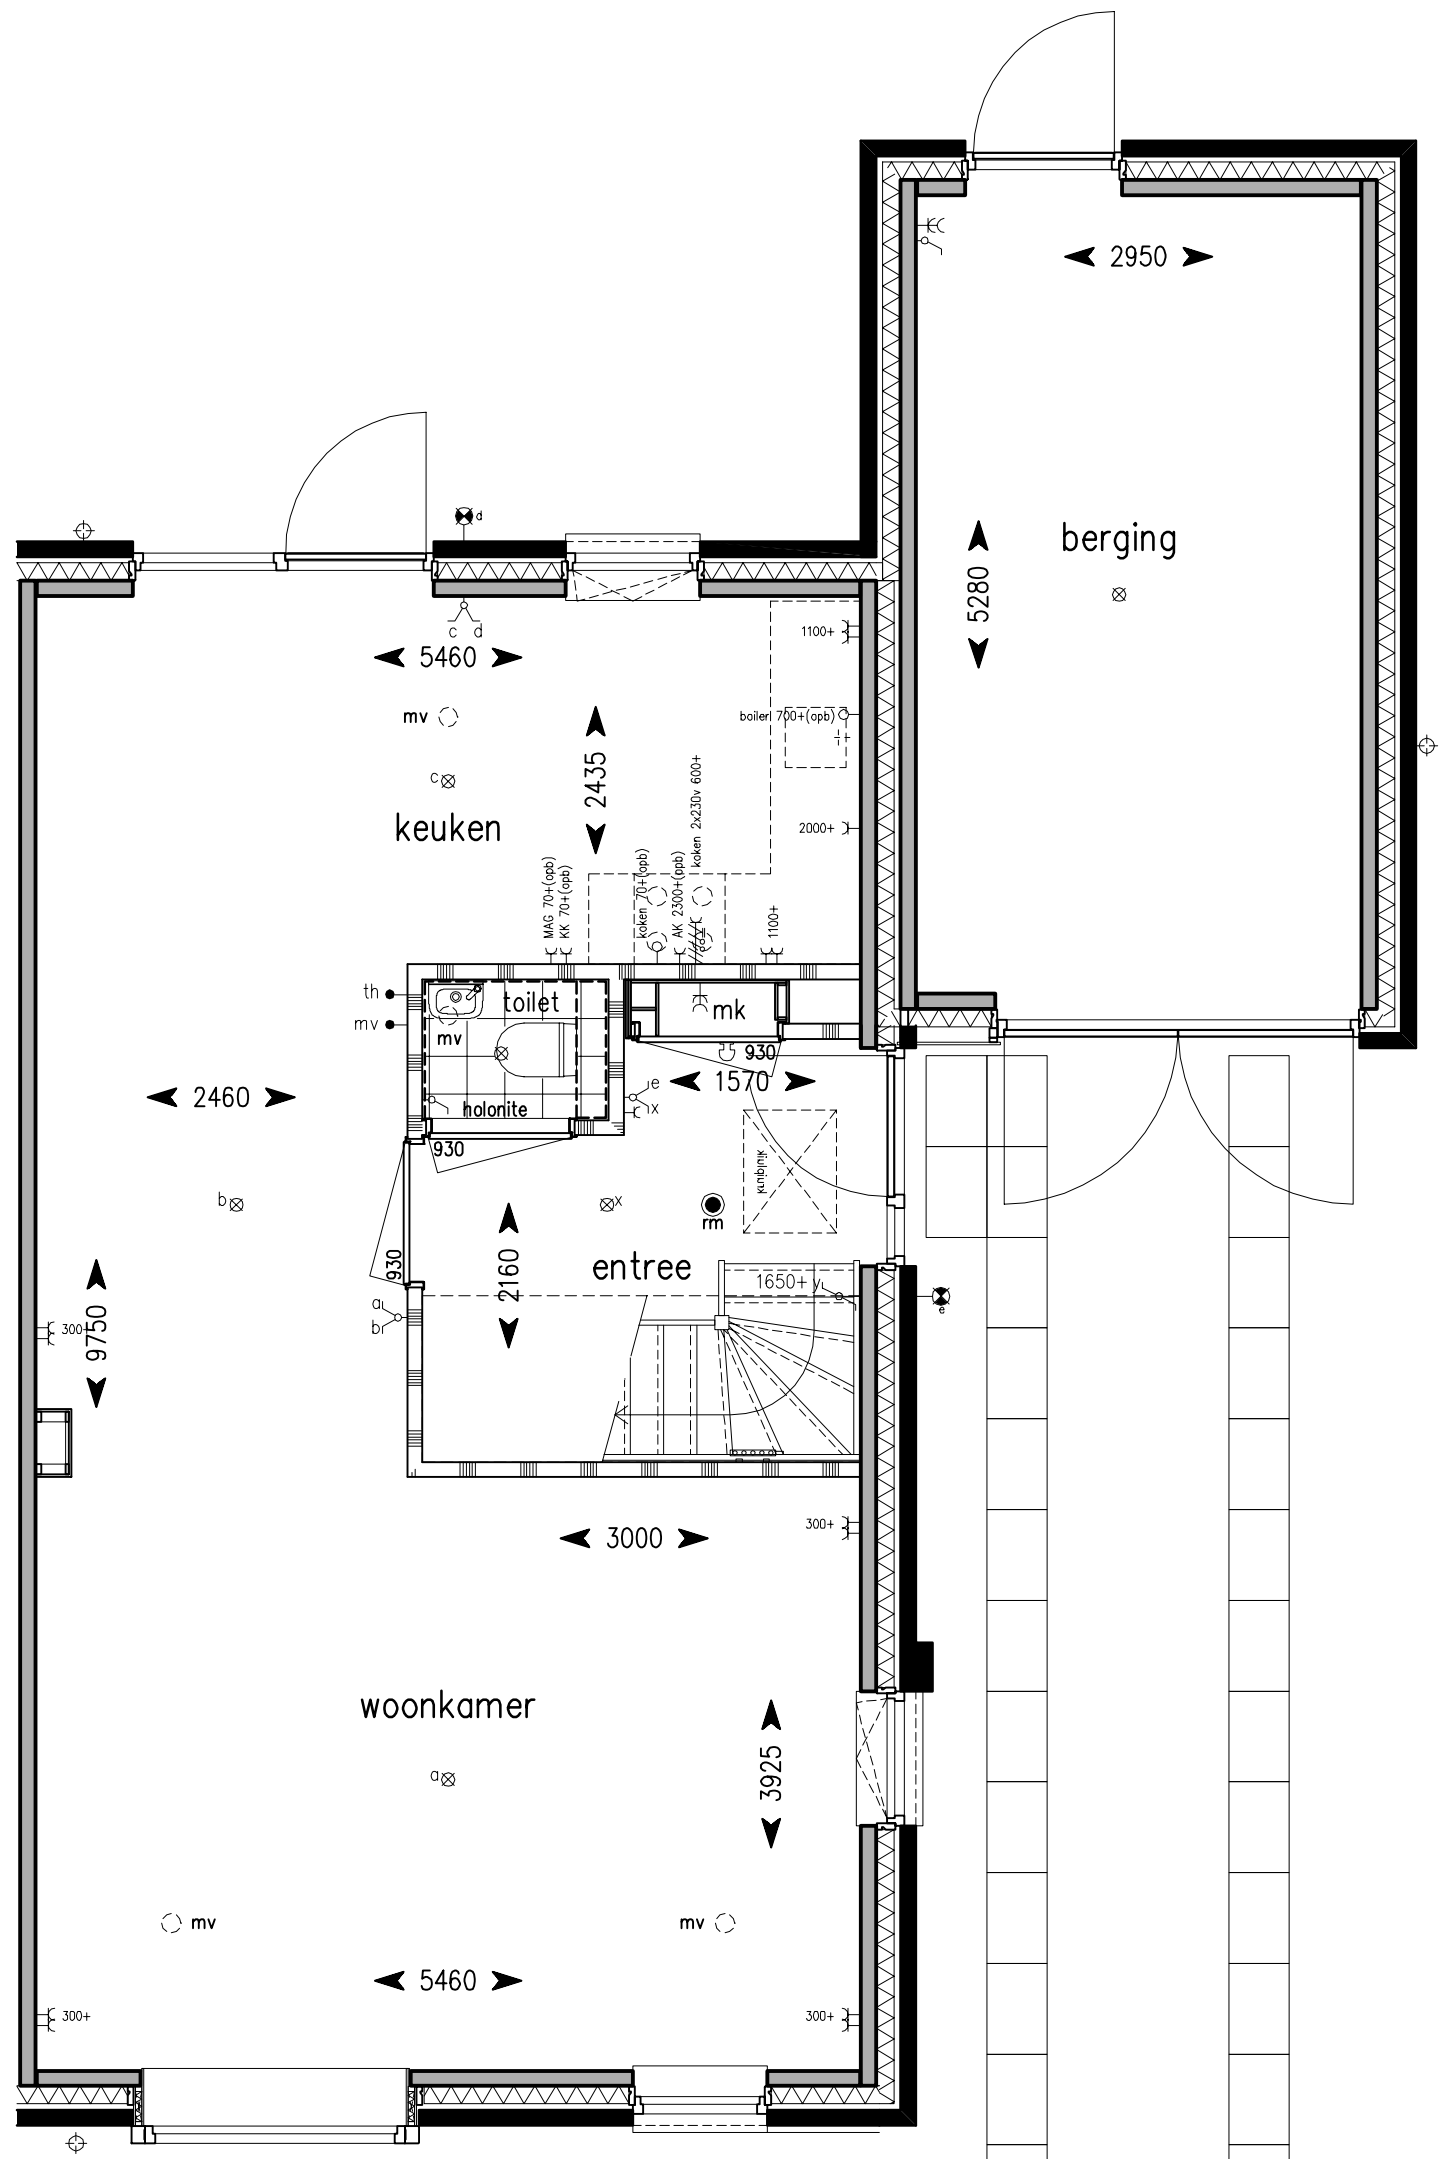 2950
d
berging
5280
c d
5460
1100+
mv
boiler 700+(opb)
2435
c
keuken
2000+
koken 2x230v 600+
MAG 70+(opb)
KK 70+(opb)
koken 70+(opb)
AK 2300+(opb)
1100+
th
toilet
mk
mv
mv
930
1570
e
x
2460
holonite
930
kruipluik
b
x
rm
930
2160
entree
1650+ y
e
a
b
9750
300+
300+
3000
woonkamer
3925
a
mv
mv
5460
300+
300+